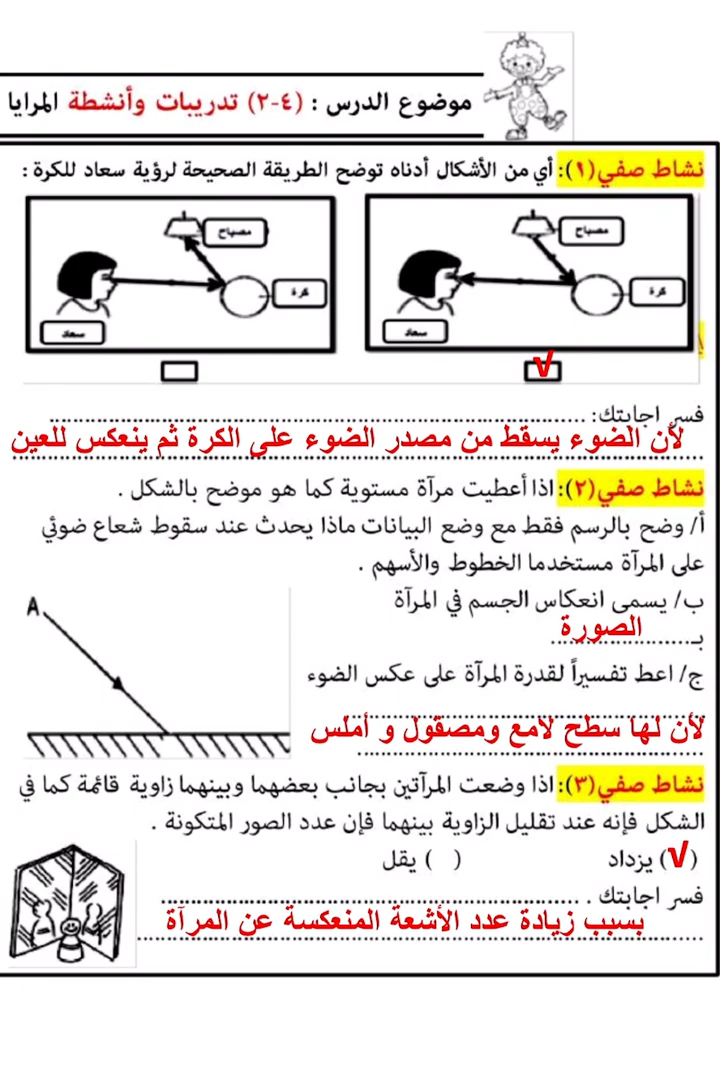 موضوع الدرس : (٤-٢) تدريبات وأنشطة المرايا
نشاط صفي(١): أي من الأشكال أدناه توضح الطريقة الصحيحة لرؤية سعاد للكرة :
مصباح
كرة
سعاد
مصباح
كرة
سعاد
√
فسر اجابتك: ........................................
لأن الضوء يسقط من مصدر الضوء على الكرة ثم ينعكس للعين
نشاط صفي(٢): اذا أعطيت مرآة مستوية كما هو موضح بالشكل .
أ/ وضح بالرسم فقط مع وضع البيانات ماذا يحدث عند سقوط شعاع ضوئي
على المرآة مستخدما الخطوط والأسهم .
ب/ يسمى انعكاس الجسم في المرآة
بـ......................
الصورة
A
ج/ اعط تفسيراً لقدرة المرآة على عكس الضوء
لأن لها سطح لامع ومصقول و أملس
نشاط صفي(٣): اذا وضعت المرآتين بجانب بعضهما وبينهما زاوية قائمة كما في
الشكل فإنه عند تقليل الزاوية بينهما فإن عدد الصور المتكونة .
(√) يزداد ( ) يقل
فسر اجابتك . ........................................
بسبب زيادة عدد الأشعة المنعكسة عن المرآة